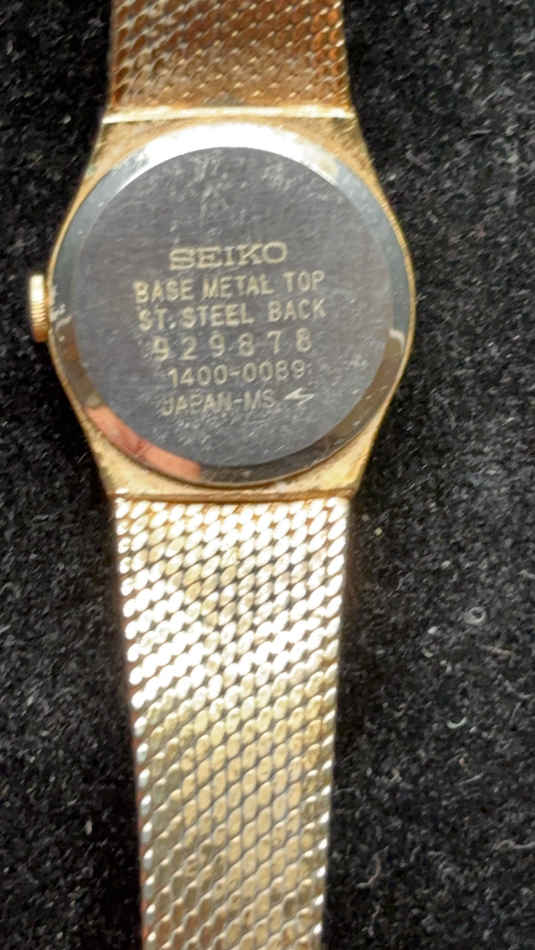 SEIKO
BASE METAL TOP
ST.STEEL BACK
929878
1400-0089
JAPAN-MS